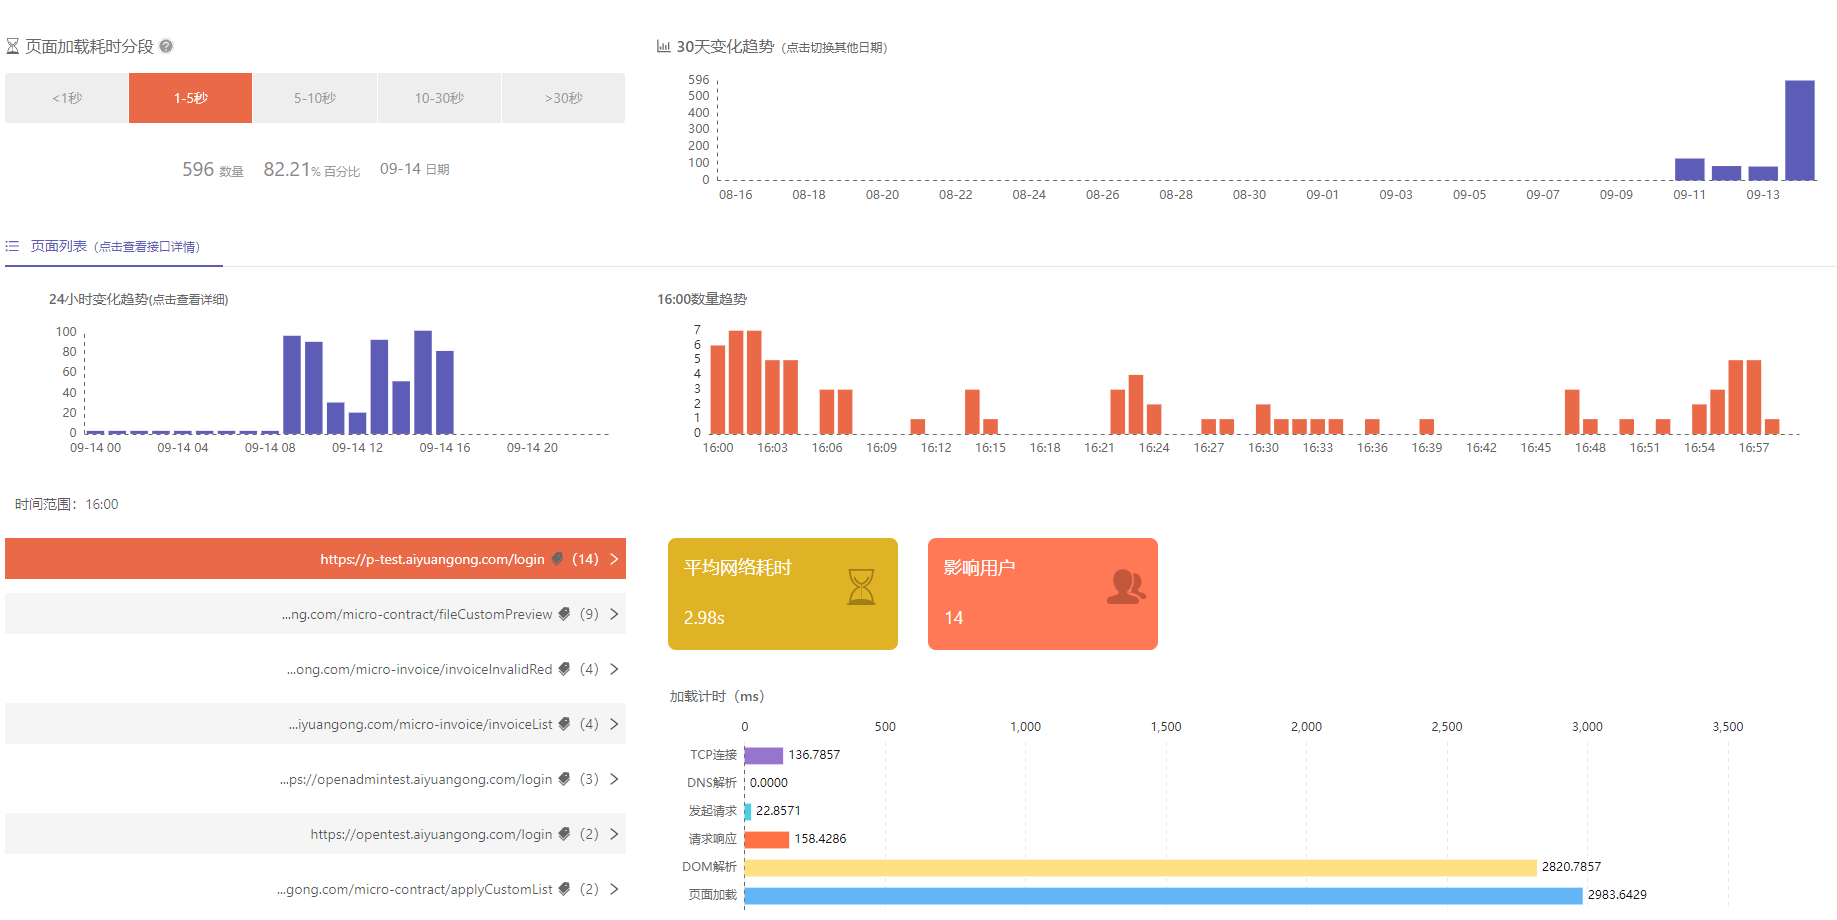 页面加载耗时分段
<1秒 1-5秒 5-10秒 10-30秒 >30秒
596 数量 82.21% 百分比 09-14 日期
30天变化趋势（点击切换其他日期）
596
500
400
300
200
100
0
08-16 08-18 08-20 08-22 08-24 08-26 08-28 08-30 09-01 09-03 09-05 09-07 09-09 09-11 09-13
页面列表（点击查看接口详情）
24小时变化趋势(点击查看详细)
100
80
60
40
20
0
09-14 00 09-14 04 09-14 08 09-14 12 09-14 16 09-14 20
16:00数量趋势
7
6
5
4
3
2
1
0
16:00 16:03 16:06 16:09 16:12 16:15 16:18 16:21 16:24 16:27 16:30 16:33 16:36 16:39 16:42 16:45 16:48 16:51 16:54 16:57
时间范围：16:00
https://p-test.aiyuangong.com/login （14）
...ng.com/micro-contract/fileCustomPreview （9）
...ong.com/micro-invoice/invoiceInvalidRed （4）
...iyuangong.com/micro-invoice/invoiceList （4）
...ps://openadmintest.aiyuangong.com/login （3）
https://opentest.aiyuangong.com/login （2）
...gong.com/micro-contract/applyCustomList （2）
平均网络耗时
2.98s
影响用户
14
加载计时（ms）
0 500 1,000 1,500 2,000 2,500 3,000 3,500
TCP连接 136.7857
DNS解析 0.0000
发起请求 22.8571
请求响应 158.4286
DOM解析 2820.7857
页面加载 2983.6429